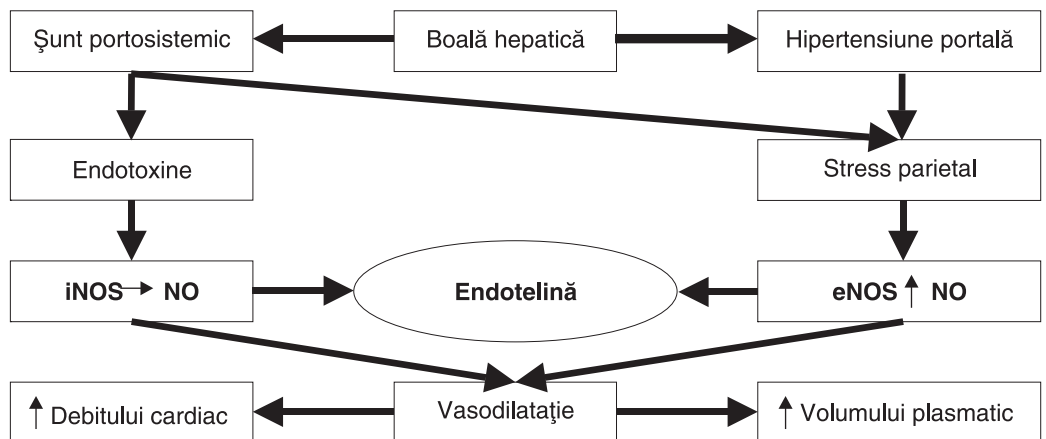 Şunt portosistemic
Boală hepatică
Hipertensiune portală
Endotoxine
Stress parietal
iNOS → NO
Endotelină
eNOS ↑ NO
↑ Debitului cardiac
Vasodilataţie
↑ Volumului plasmatic